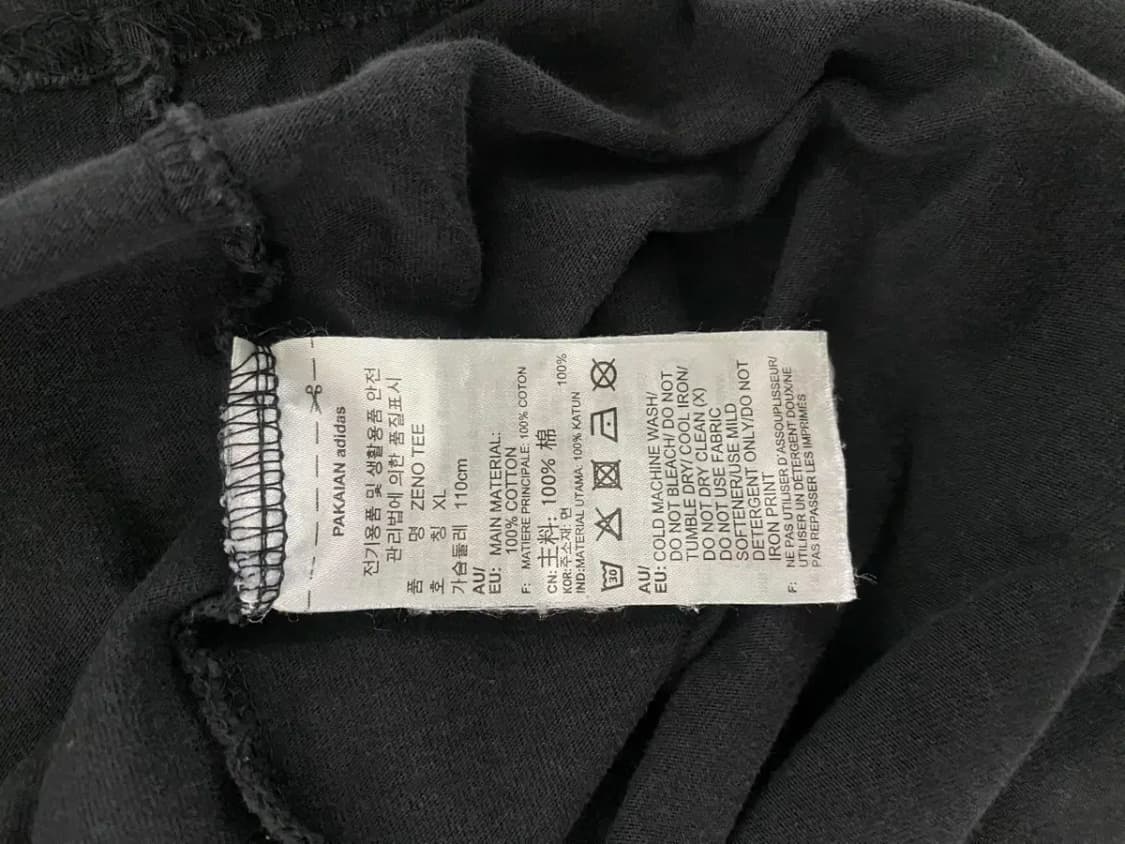 PAKAIAN adidas
전기용품 및 생활용품 안전
관리법에 의한 품질표시
품 명 ZENO TEE
호 칭 XL
가슴둘레 110cm
AU/
EU: MAIN MATERIAL:
100% COTTON
F: MATIERE PRINCIPALE: 100% COTON
CN: 主料: 100% 棉
KOR:주소재: 면 100%
IND:MATERIAL UTAMA: 100% KATUN
30
AU/
EU: COLD MACHINE WASH/
DO NOT BLEACH/ DO NOT
TUMBLE DRY/ COOL IRON/
DO NOT DRY CLEAN (X)
DO NOT USE FABRIC
SOFTENER/USE MILD
DETERGENT ONLY/DO NOT
IRON PRINT
F: NE PAS UTILISER D'ASSOUPLISSEUR/
UTILISER UN DÉTERGENT DOUX/NE
PAS REPASSER LES IMPRIMÉS